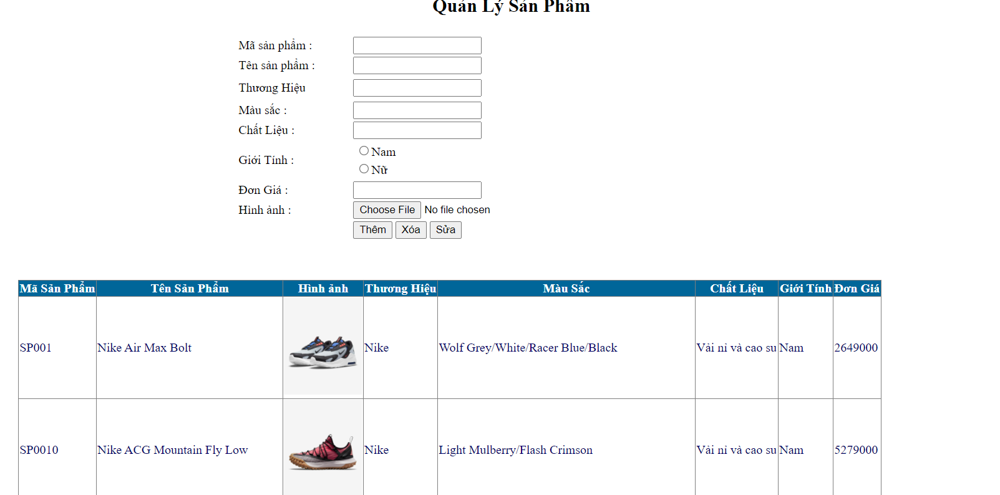 Quản Lý Sản Phẩm
Mã sản phẩm :
Tên sản phẩm :
Thương Hiệu
Màu sắc :
Chất Liệu :
Giới Tính :
Nam
Nữ
Đơn Giá :
Hình ảnh : Choose File No file chosen
Thêm Xóa Sửa
Mã Sản Phẩm Tên Sản Phẩm Hình ảnh Thương Hiệu Màu Sắc Chất Liệu Giới Tính Đơn Giá
SP001 Nike Air Max Bolt Nike Wolf Grey/White/Racer Blue/Black Vải nỉ và cao su Nam 2649000
SP0010 Nike ACG Mountain Fly Low Nike Light Mulberry/Flash Crimson Vải nỉ và cao su Nam 5279000